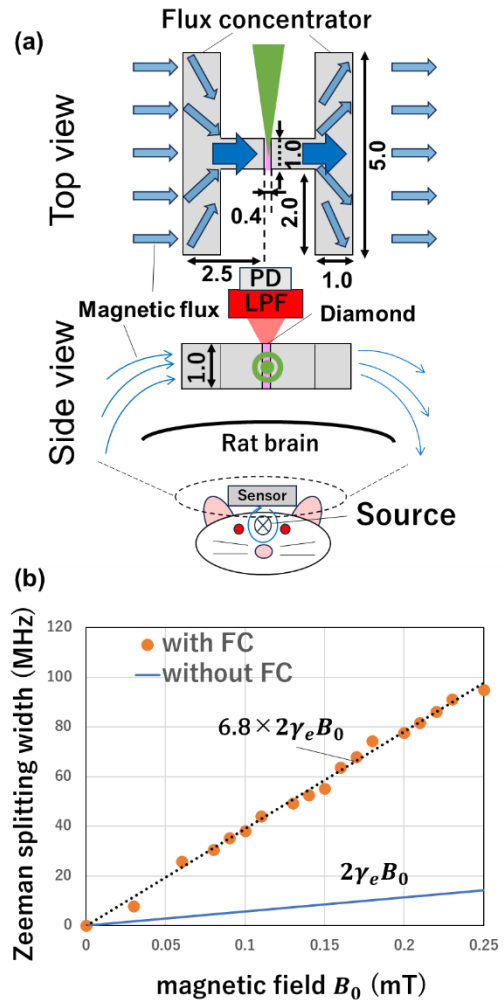 (a)
Flux concentrator
Top view
1.0
5.0
0.4
2.0
2.5
1.0
PD
LPF
Magnetic flux
Diamond
Side view
1.0
Rat brain
Sensor
Source
(b)
Zeeman splitting width (MHz)
120
100
80
60
40
20
0
with FC
without FC
6.8 × 2γₑB₀
2γₑB₀
0 0.05 0.1 0.15 0.2 0.25
magnetic field B₀ (mT)